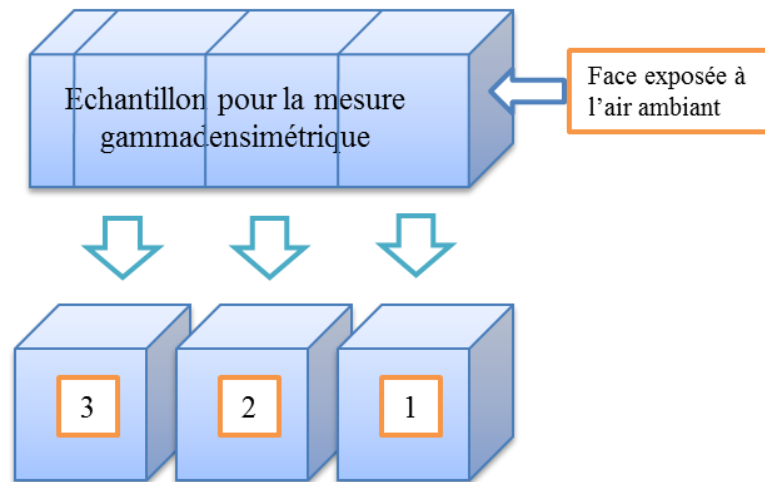 Echantillon pour la mesure
gammadensimétrique
Face exposée à
l’air ambiant
3
2
1